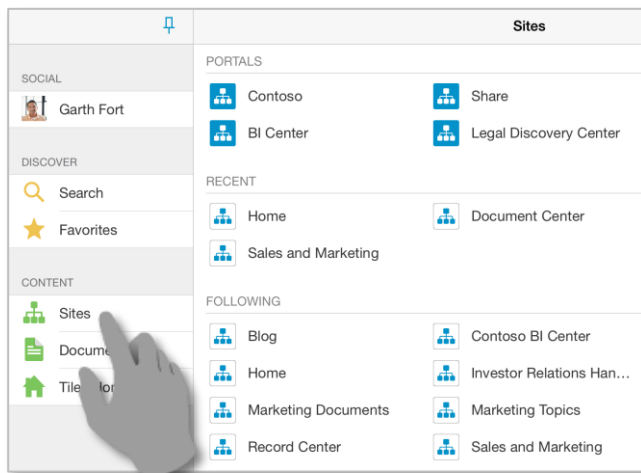 Sites
SOCIAL
Garth Fort
DISCOVER
Search
Favorites
CONTENT
Sites
PORTALS
Contoso
Share
BI Center
Legal Discovery Center
RECENT
Home
Document Center
Sales and Marketing
FOLLOWING
Blog
Contoso BI Center
Home
Investor Relations Han...
Marketing Documents
Marketing Topics
Record Center
Sales and Marketing